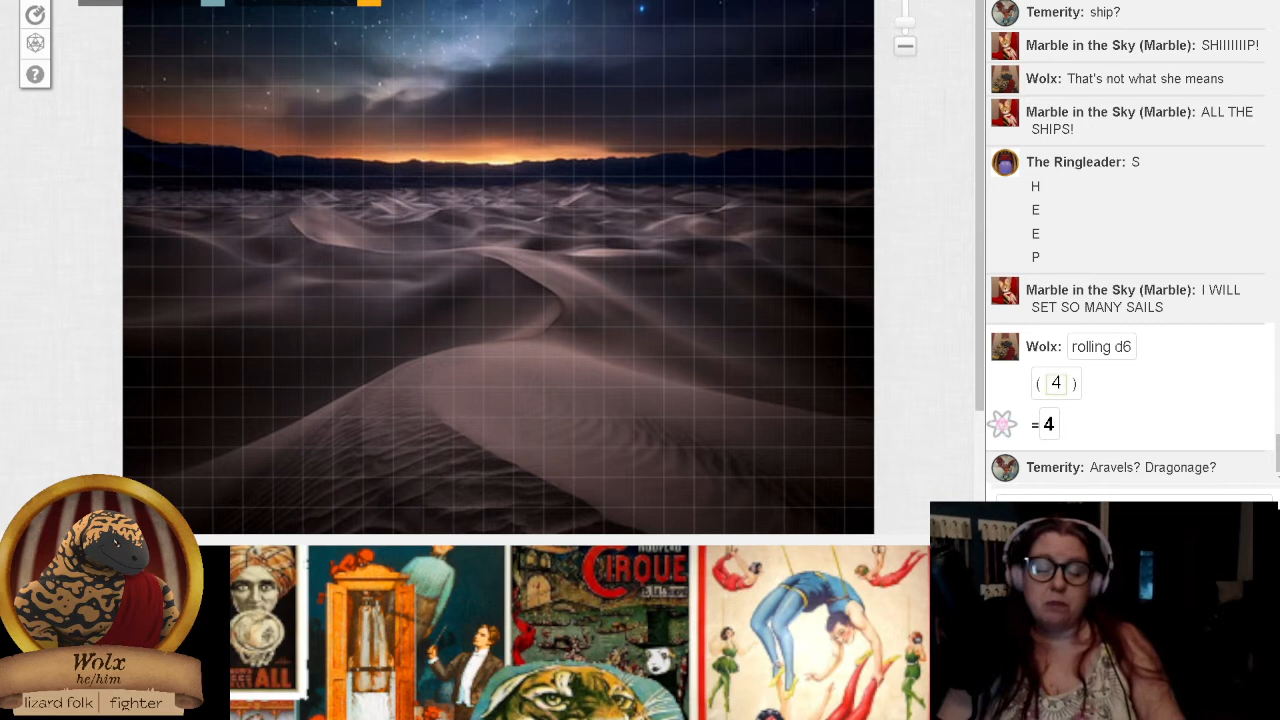 Temerity: ship?
Marble in the Sky (Marble): SHIIIIIIP!
Wolx: That's not what she means
Marble in the Sky (Marble): ALL THE
SHIPS!
The Ringleader: S
H
E
E
P
Marble in the Sky (Marble): I WILL
SET SO MANY SAILS
Wolx: rolling d6
( 4 )
=4
Temerity: Aravels? Dragonage?
CIRQUE
ALL
Wolx
he/him
lizard folk | fighter